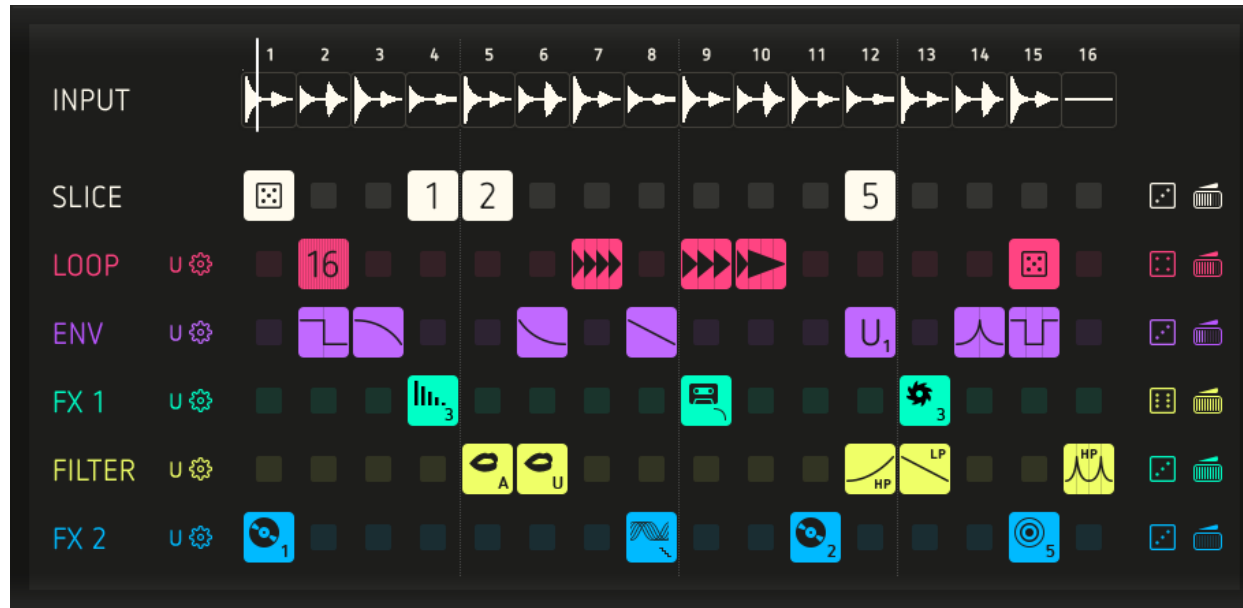 1 2 3 4 5 6 7 8 9 10 11 12 13 14 15 16
INPUT
SLICE 1 2 5
LOOP U 16
ENV U U1
FX 1 U 3 3
FILTER U A U HP LP HP
FX 2 U 1 2 5